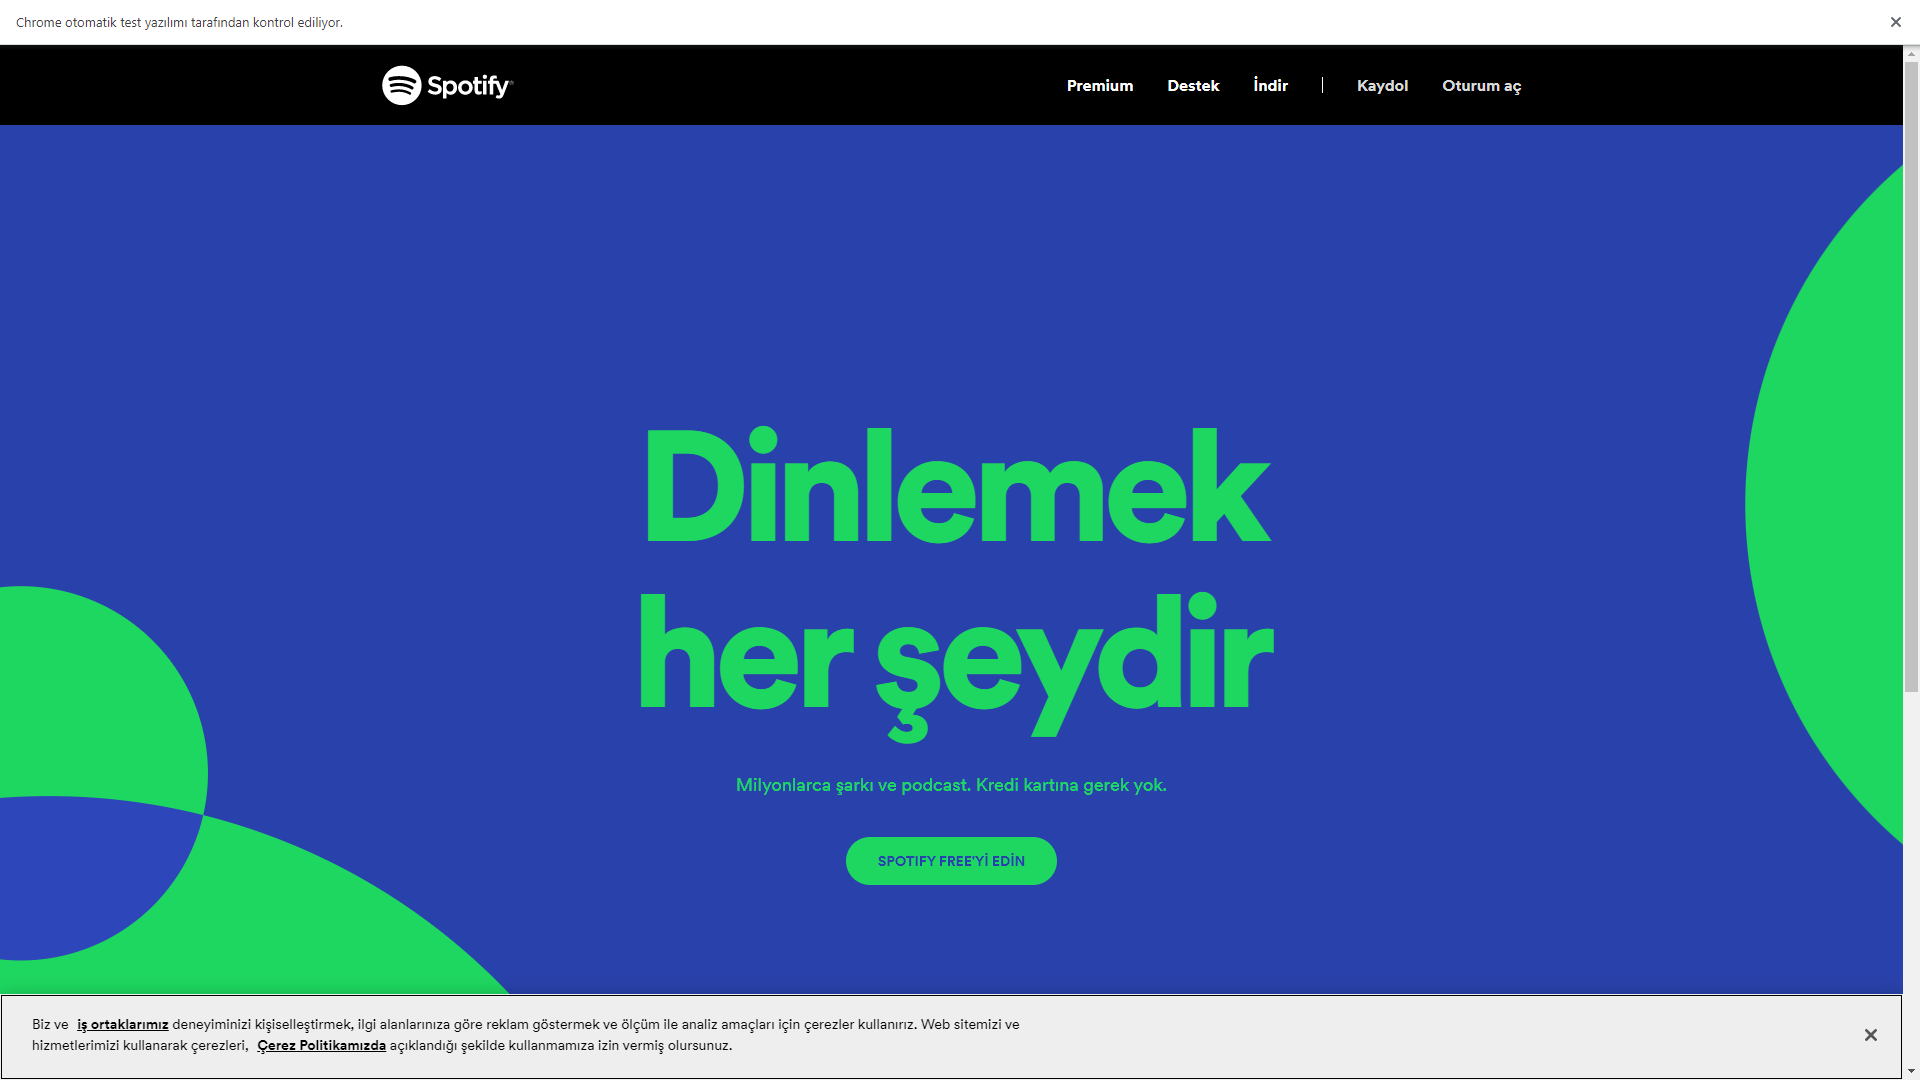 Chrome otomatik test yazılımı tarafından kontrol ediliyor.
Spotify
Premium
Destek
İndir
Kaydol
Oturum aç
Dinlemek
her şeydir
Milyonlarca şarkı ve podcast. Kredi kartına gerek yok.
SPOTIFY FREE'Yİ EDİN
Biz ve iş ortaklarımız deneyiminizi kişiselleştirmek, ilgi alanlarınıza göre reklam göstermek ve ölçüm ile analiz amaçları için çerezler kullanırız. Web sitemizi ve
hizmetlerimizi kullanarak çerezleri, Çerez Politikamızda açıklandığı şekilde kullanmamıza izin vermiş olursunuz.